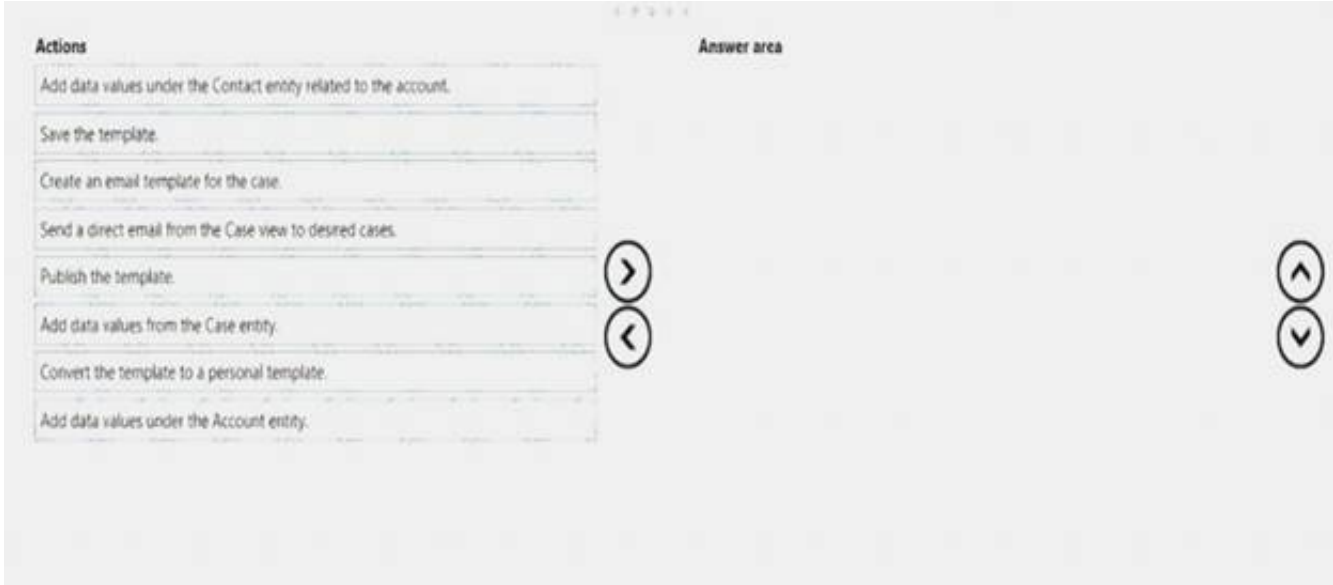 Actions
Answer area
Add data values under the Contact entity related to the account.
Save the template.
Create an email template for the case.
Send a direct email from the Case view to desired cases.
Publish the template.
Add data values from the Case entity.
Convert the template to a personal template.
Add data values under the Account entity.